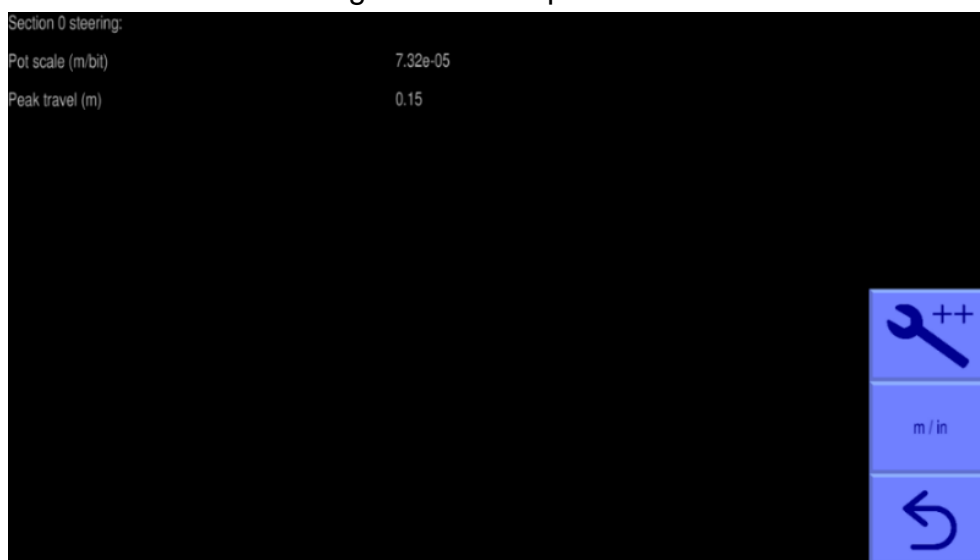 Section 0 steering:
Pot scale (m/bit) 7.32e-05
Peak travel (m) 0.15
++
m / in